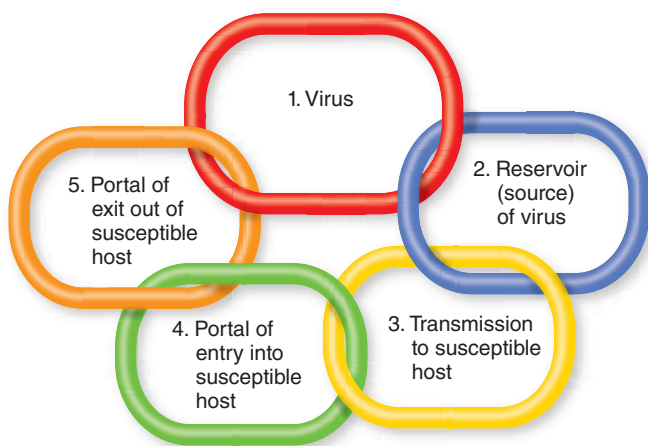 1. Virus
2. Reservoir
(source)
of virus
3. Transmission
to susceptible
host
4. Portal of
entry into
susceptible
host
5. Portal of
exit out of
susceptible
host